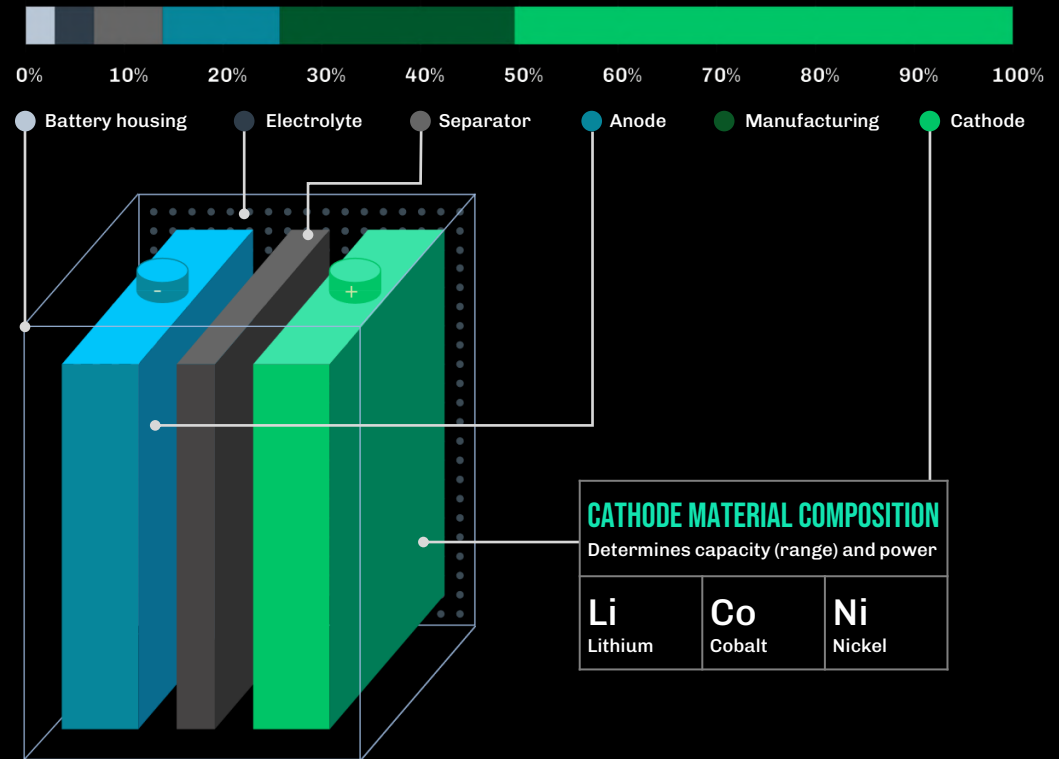 0% 10% 20% 30% 40% 50% 60% 70% 80% 90% 100%
Battery housing Electrolyte Separator Anode Manufacturing Cathode
- +
CATHODE MATERIAL COMPOSITION
Determines capacity (range) and power
Li Co Ni
Lithium Cobalt Nickel